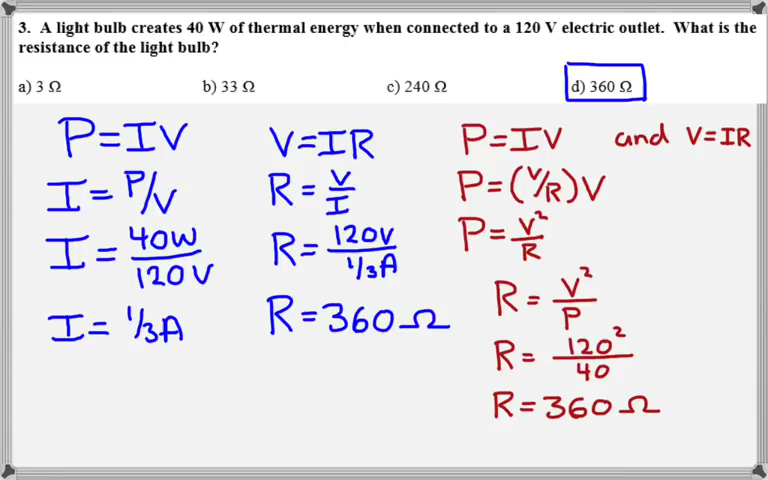 3. A light bulb creates 40 W of thermal energy when connected to a 120 V electric outlet. What is the
resistance of the light bulb?
a) 3 Ω b) 33 Ω c) 240 Ω d) 360 Ω
P=IV
I=P/V
I=40W/120V
I=1/3A
V=IR
R=V/I
R=120V/1/3A
R=360Ω
P=IV and V=IR
P=(V/R)V
P=V²/R
R=V²/P
R=120²/40
R=360Ω